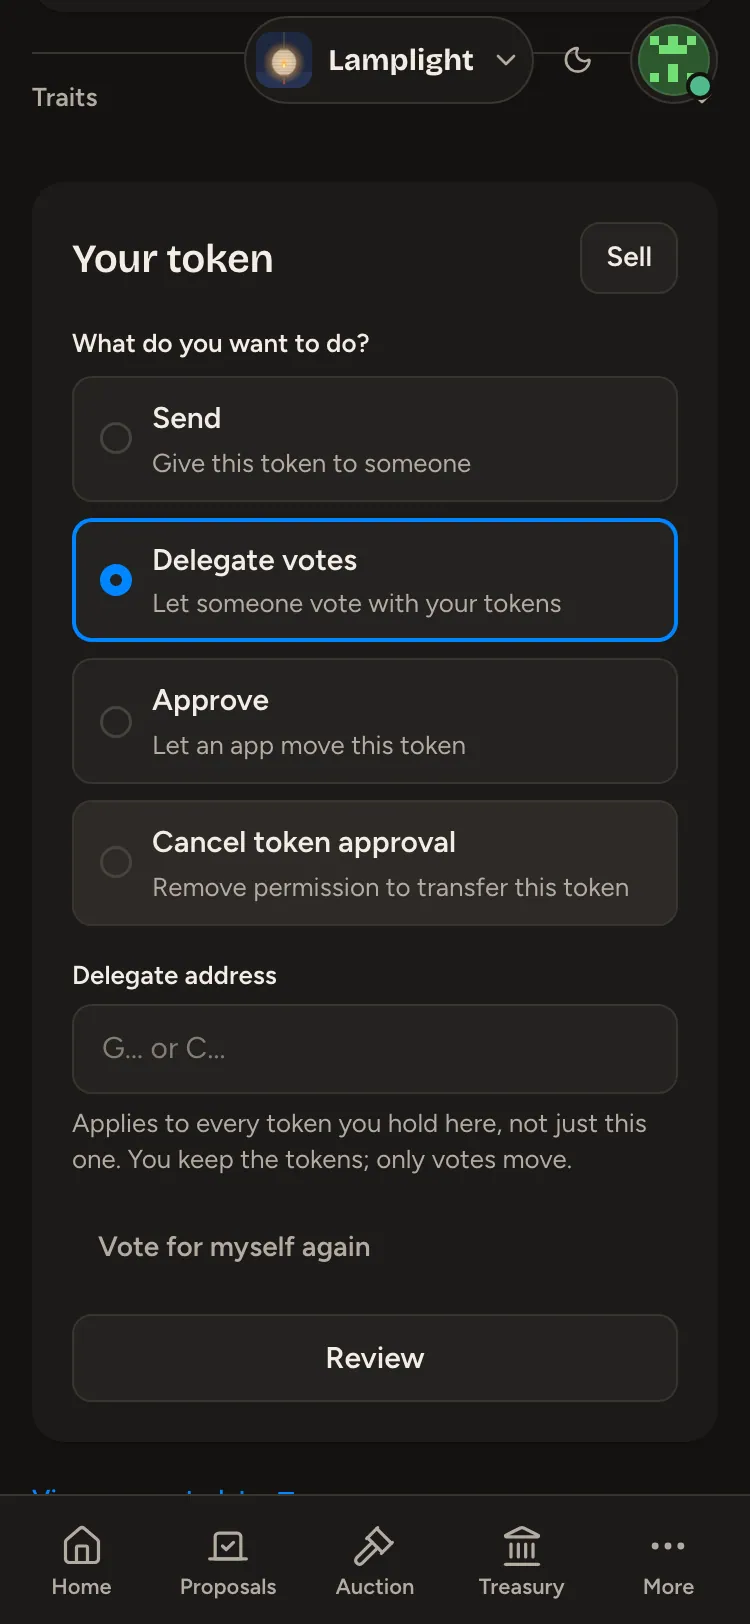 Lamplight
Traits
Your token
Sell
What do you want to do?
Send
Give this token to someone
Delegate votes
Let someone vote with your tokens
Approve
Let an app move this token
Cancel token approval
Remove permission to transfer this token
Delegate address
G... or C...
Applies to every token you hold here, not just this
one. You keep the tokens; only votes move.
Vote for myself again
Review
Home
Proposals
Auction
Treasury
More